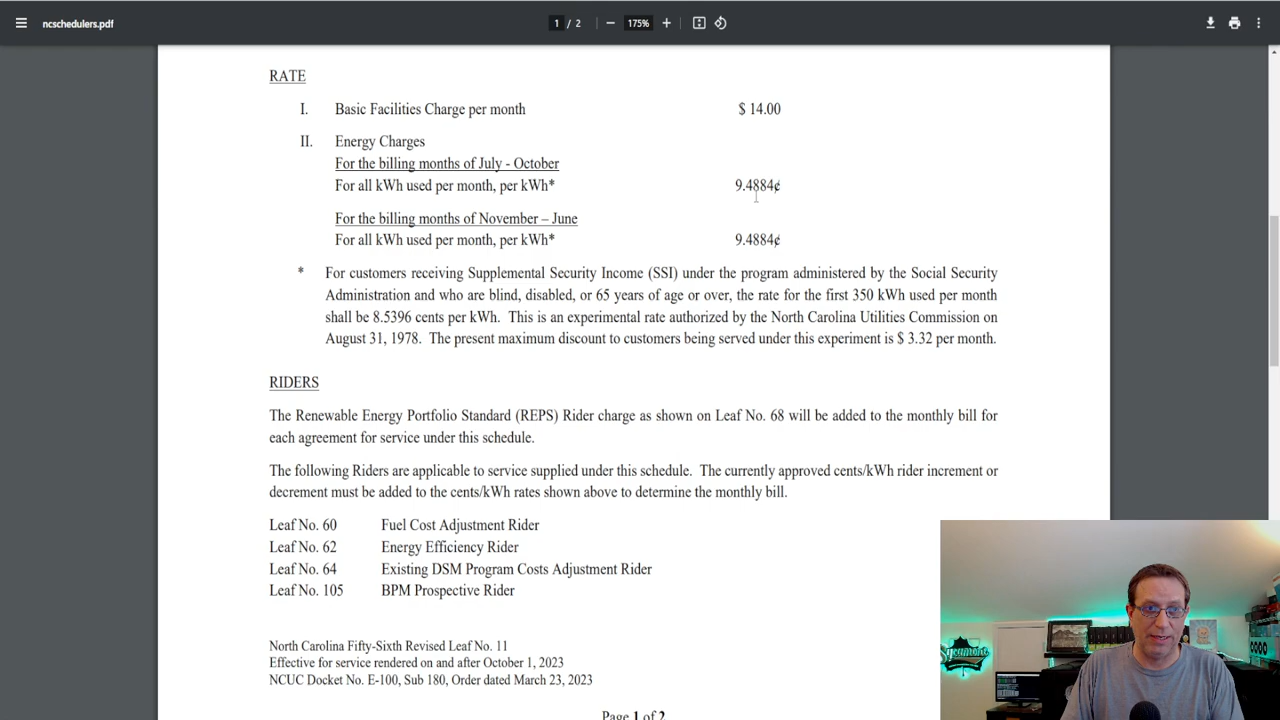 ncschedulers.pdf
1 / 2
175%
RATE
I. Basic Facilities Charge per month $ 14.00
II. Energy Charges
For the billing months of July - October
For all kWh used per month, per kWh* 9.4884¢
For the billing months of November – June
For all kWh used per month, per kWh* 9.4884¢
* For customers receiving Supplemental Security Income (SSI) under the program administered by the Social Security
Administration and who are blind, disabled, or 65 years of age or over, the rate for the first 350 kWh used per month
shall be 8.5396 cents per kWh. This is an experimental rate authorized by the North Carolina Utilities Commission on
August 31, 1978. The present maximum discount to customers being served under this experiment is $ 3.32 per month.
RIDERS
The Renewable Energy Portfolio Standard (REPS) Rider charge as shown on Leaf No. 68 will be added to the monthly bill for
each agreement for service under this schedule.
The following Riders are applicable to service supplied under this schedule. The currently approved cents/kWh rider increment or
decrement must be added to the cents/kWh rates shown above to determine the monthly bill.
Leaf No. 60 Fuel Cost Adjustment Rider
Leaf No. 62 Energy Efficiency Rider
Leaf No. 64 Existing DSM Program Costs Adjustment Rider
Leaf No. 105 BPM Prospective Rider
North Carolina Fifty-Sixth Revised Leaf No. 11
Effective for service rendered on and after October 1, 2023
NCUC Docket No. E-100, Sub 180, Order dated March 23, 2023
Page 1 of 2